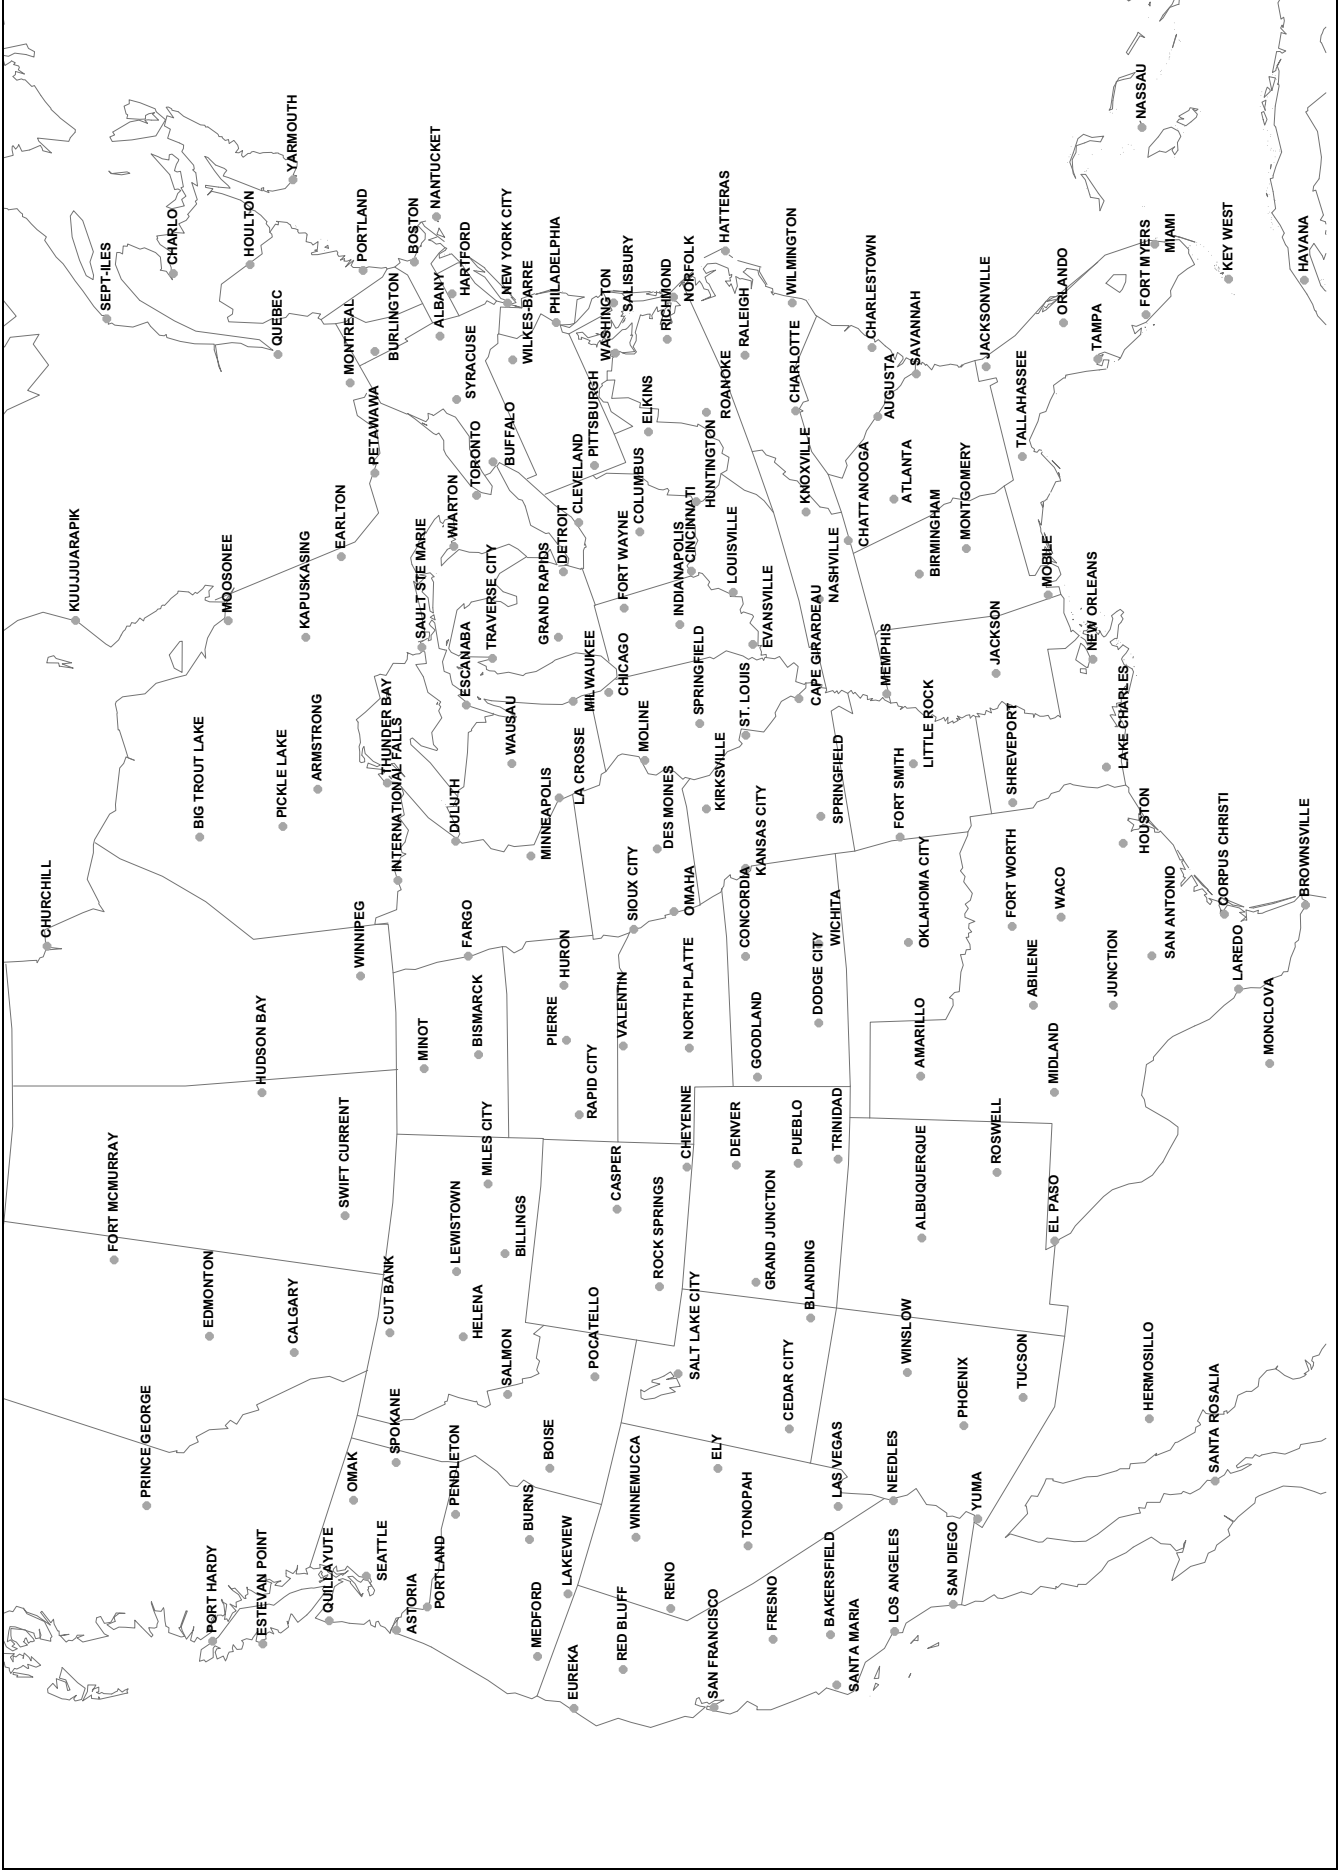 PORT HARDY
ESTEVAN POINT
QUILLAYUTE
SEATTLE
ASTORIA
PORTLAND
MEDFORD
EUREKA
RED BLUFF
SAN FRANCISCO
FRESNO
BAKERSFIELD
SANTA MARIA
LOS ANGELES
SAN DIEGO
PRINCE GEORGE
OMAK
SPOKANE
PENDLETON
BURNS
LAKEVIEW
BOISE
WINNEMUCCA
RENO
ELY
TONOPAH
LAS VEGAS
NEEDLES
YUMA
FORT MCMURRAY
EDMONTON
CALGARY
CUT BANK
HELENA
LEWISTOWN
SALMON
BILLINGS
MILES CITY
POCATELLO
CASPER
ROCK SPRINGS
SALT LAKE CITY
CHEYENNE
DENVER
GRAND JUNCTION
CEDAR CITY
PUEBLO
BLANDING
TRINIDAD
WINSLOW
PHOENIX
TUCSON
ALBUQUERQUE
ROSWELL
EL PASO
HERMOSILLO
SANTA ROSALIA
CHURCHILL
HUDSON BAY
SWIFT CURRENT
WINNIPEG
MINOT
FARGO
BISMARCK
PIERRE
HURON
RAPID CITY
VALENTIN
SIOUX CITY
NORTH PLATTE
OMAHA
GOODLAND
CONCORDIA
KANSAS CITY
DODGE CITY
WICHITA
AMARILLO
OKLAHOMA CITY
FORT WORTH
ABILENE
MIDLAND
WACO
JUNCTION
SAN ANTONIO
HOUSTON
LAREDO
CORPUS CHRISTI
MONCLOVA
BROWNSVILLE
BIG TROUT LAKE
PICKLE LAKE
ARMSTRONG
THUNDER BAY
INTERNATIONAL FALLS
DULUTH
MINNEAPOLIS
WAUSAU
LA CROSSE
ESCANABA
MILWAUKEE
CHICAGO
MOLINE
DES MOINES
KIRKSVILLE
SPRINGFIELD
ST. LOUIS
SPRINGFIELD
CAPE GIRARDEAU
FORT SMITH
LITTLE ROCK
MEMPHIS
JACKSON
SHREVEPORT
LAKE CHARLES
NEW ORLEANS
MOBILE
KUUJJUARAPIK
MOOSONEE
KAPUSKASING
EARLTON
SAULT STE MARIE
WIARTON
TRAVERSE CITY
GRAND RAPIDS
DETROIT
CLEVELAND
FORT WAYNE
COLUMBUS
INDIANAPOLIS
CINCINNATI
HUNTINGTON
LOUISVILLE
EVANSVILLE
NASHVILLE
KNOXVILLE
CHATTANOOGA
BIRMINGHAM
ATLANTA
MONTGOMERY
TALLAHASSEE
SEPT-ILES
CHARLO
HOULTON
YARMOUTH
QUEBEC
MONTREAL
PETAWAWA
BURLINGTON
PORTLAND
BOSTON
NANTUCKET
ALBANY
HARTFORD
SYRACUSE
TORONTO
BUFFALO
NEW YORK CITY
WILKES-BARRE
PHILADELPHIA
PITTSBURGH
WASHINGTON
SALISBURY
ELKINS
RICHMOND
NORFOLK
HATTERAS
ROANOKE
RALEIGH
WILMINGTON
CHARLOTTE
CHARLESTOWN
AUGUSTA
SAVANNAH
JACKSONVILLE
ORLANDO
TAMPA
FORT MYERS
MIAMI
KEY WEST
NASSAU
HAVANA